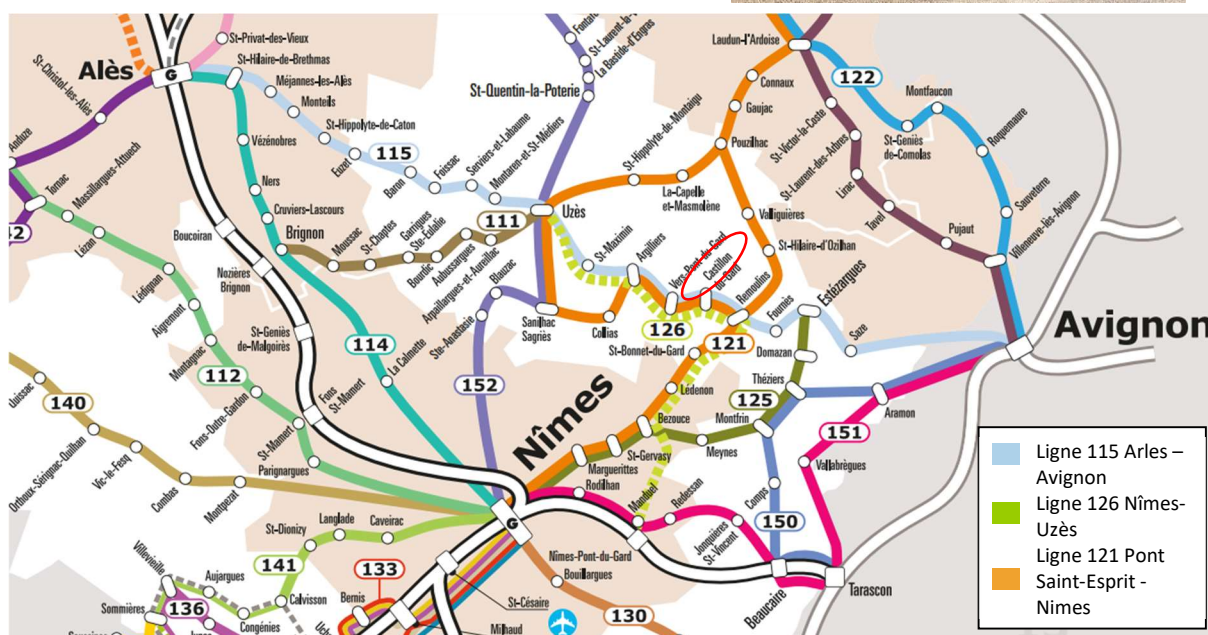 St-Privat-des-Vieux
St-Hilaire-de-Brethmas
Alès
G
St-Christol-les-Alès
Méjannes-les-Alès
Monteils
St-Hippolyte-de-Caton
Vézénobres
Euzet
115
Baron
Foissac
Serviers-et-Labaume
Montaren-et-St-Médiers
St-Quentin-la-Poterie
St-Laurent-la-
La Bastide-d'Engras
Laudun-l'Ardoise
122
Connaux
Gaujac
Pouzilhac
St-Hippolyte-de-Montaigu
La-Capelle
et-Masmolène
Valliguières
St-Hilaire-d'Ozilhan
St-Victor-la-Coste
St-Laurent-des-Arbres
Lirac
Tavel
Pujaut
Montfaucon
St-Geniès
de-Comolas
Roquemaure
Sauveterre
Villeneuve-lès-Avignon
Anduze
Tornac
Massillargues-Attuech
42
Lézan
Lédignan
Aigremont
Montagnac
112
Fons-Outre-Gardon
St-Mamert
Parignargues
Boucoiran
Nozières
Brignon
St-Geniès
de-Malgoirès
Fons
St-Mamert
Ners
Cruviers-Lascours
Brignon
Moussac
St-Chaptes
Garrigues
Ste-Eulalie
Bourdic
Aubussargues
Arpaillargues-et-Aureillac
111
Uzès
Blauzac
Ste-Anastasie
152
114
La Calmette
St-Maximin
Argilliers
Vers-Pont-du-Gard
Castillon
du-Gard
Remoulins
Sanilhac
Sagriès
Collias
126
121
St-Bonnet-du-Gard
Lédenon
Bezouce
St-Gervasy
Marguerittes
Fourniès
Estézargues
Domazan
Saze
Avignon
Théziers
125
Montfrin
Meynes
Aramon
151
Vallabrègues
Comps
150
Nîmes
G
Rodilhan
Manduel
Redessan
Jonquières
St-Vincent
Beaucaire
Tarascon
Quissac
140
Orthoux-Sérignac-Quilhan
Vic-le-Fesq
Combas
Montpezat
St-Dionizy
Langlade
Caveirac
141
Calvisson
Congénies
Aujargues
Villevieille
Sommières
136
133
Bernis
Uch
Milhaud
St-Césaire
Nîmes-Pont-du-Gard
Bouillargues
130
Ligne 115 Arles –
Avignon
Ligne 126 Nîmes-
Uzès
Ligne 121 Pont
Saint-Esprit -
Nimes